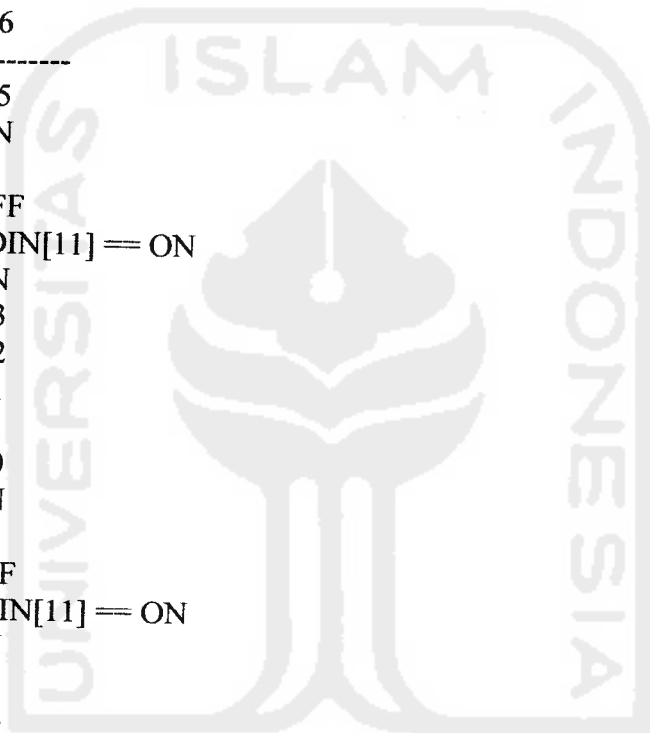 6
ISLAM
UNIVERSITAS
INDONESIA
5
N
FF
DIN[11] == ON
N
3
2
N
F
IN[11] == ON